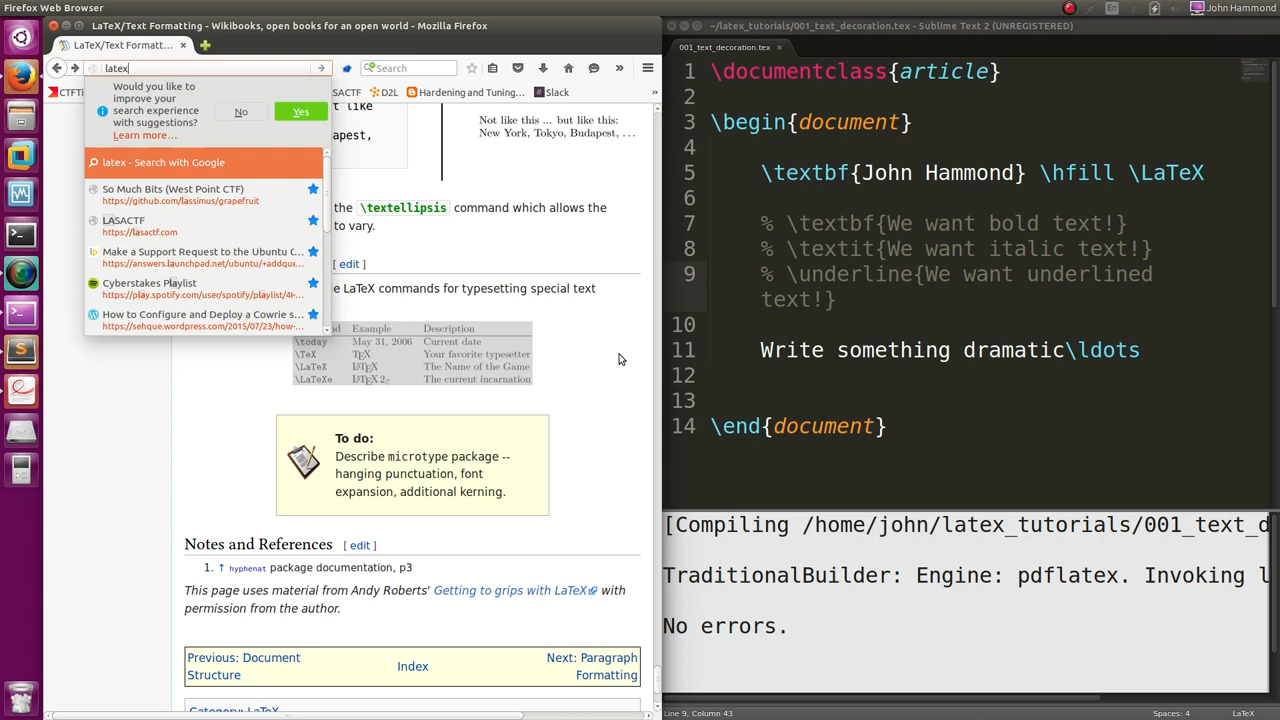 Firefox Web Browser
En
John Hammond
LaTeX/Text Formatting - Wikibooks, open books for an open world - Mozilla Firefox
~/latex_tutorials/001_text_decoration.tex - Sublime Text 2 (UNREGISTERED)
LaTeX/Text Formatt...
001_text_decoration.tex
latex
Search
CTFTi
ASACTF
D2L
Hardening and Tuning...
Slack
Would you like to
improve your
search experience
with suggestions?
Learn more...
No
Yes
latex - Search with Google
So Much Bits (West Point CTF)
https://github.com/lassimus/grapefruit
LASACTF
https://lasactf.com
Make a Support Request to the Ubuntu C...
https://answers.launchpad.net/ubuntu/+addque...
Cyberstakes Playlist
https://play.spotify.com/user/spotify/playlist/4H...
How to Configure and Deploy a Cowrie s...
https://sehque.wordpress.com/2015/07/23/how-...
t like
apest,
Not like this ... but like this:
New York, Tokyo, Budapest, ...
the \textellipsis command which allows the
to vary.
[ edit ]
e LaTeX commands for typesetting special text
nd Example Description
\today May 31, 2006 Current date
\TeX TEX Your favorite typesetter
\LaTeX LATEX The Name of the Game
\LaTeXe LATEX 2ε The current incarnation
To do:
Describe microtype package --
hanging punctuation, font
expansion, additional kerning.
Notes and References [ edit ]
1. ↑ hyphenat package documentation, p3
This page uses material from Andy Roberts' Getting to grips with LaTeX with
permission from the author.
Previous: Document
Structure
Index
Next: Paragraph
Formatting
Category: LaTeX
1 \documentclass{article}
2
3 \begin{document}
4
5 \textbf{John Hammond} \hfill \LaTeX
6
7 % \textbf{We want bold text!}
8 % \textit{We want italic text!}
9 % \underline{We want underlined
text!}
10
11 Write something dramatic\ldots
12
13
14 \end{document}
[Compiling /home/john/latex_tutorials/001_text_d
TraditionalBuilder: Engine: pdflatex. Invoking l
No errors.
Line 9, Column 43
Spaces: 4
LaTeX